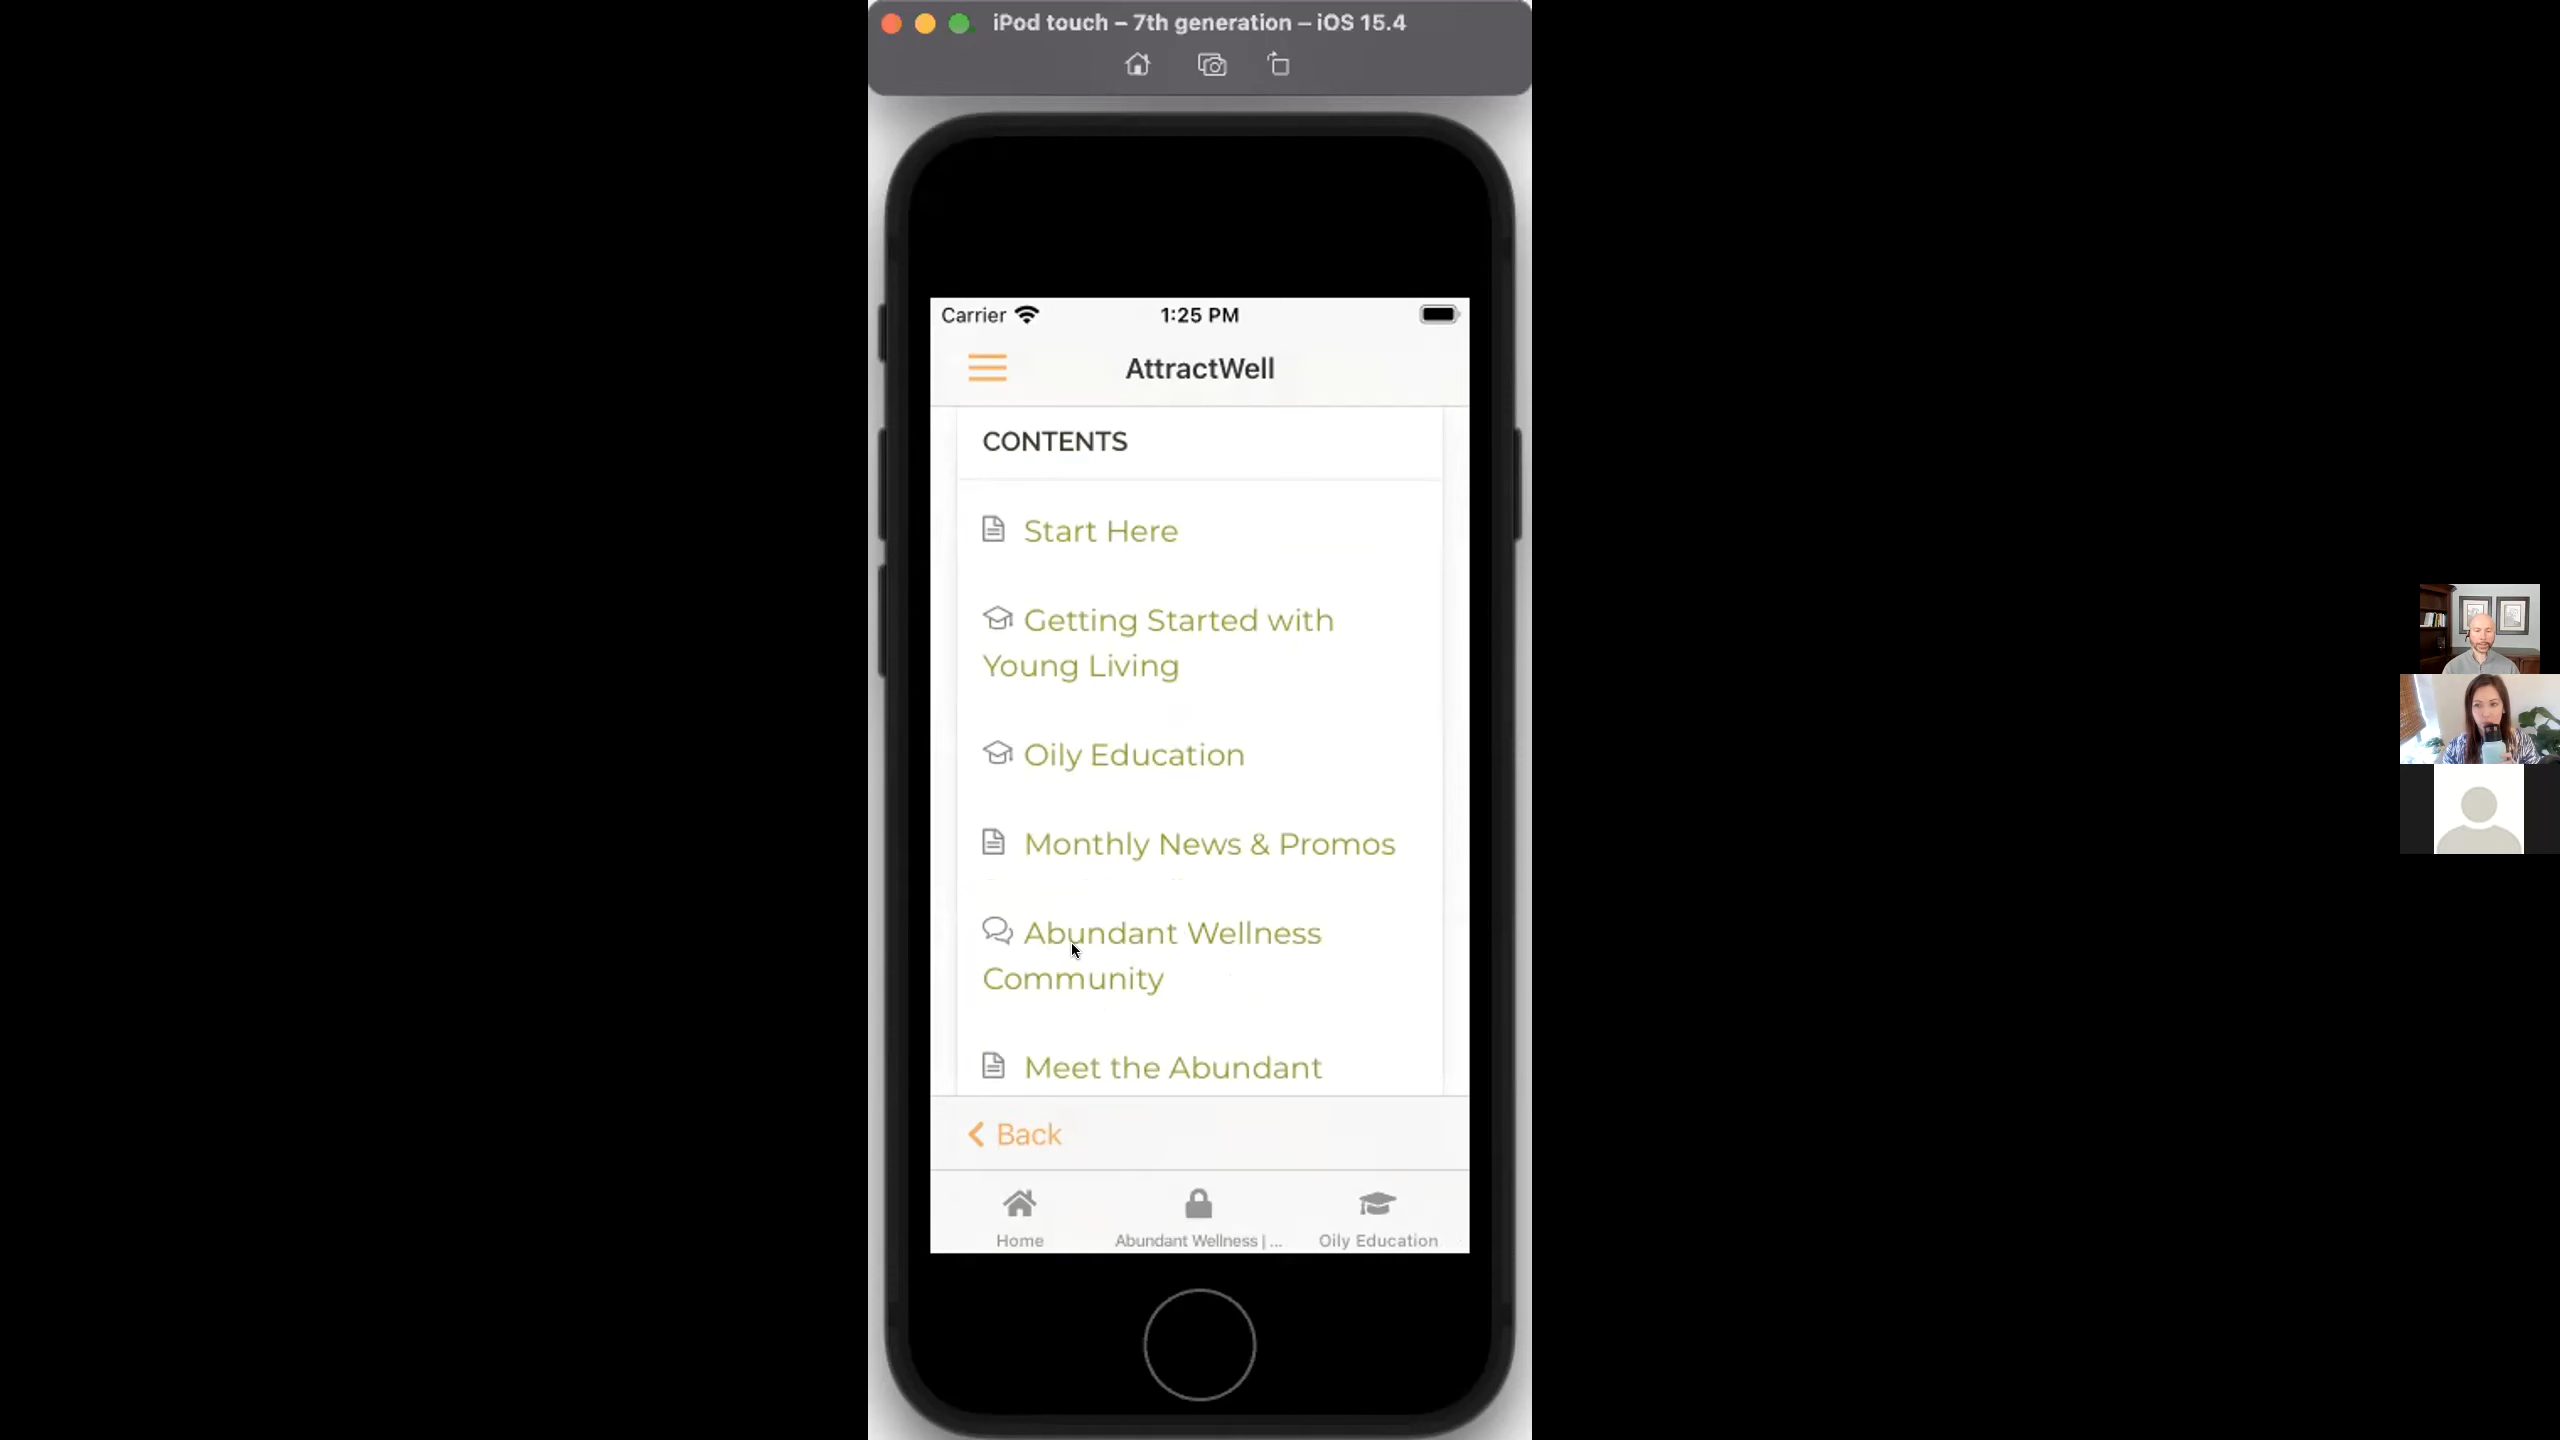 iPod touch – 7th generation – iOS 15.4
Carrier 1:25 PM
AttractWell
CONTENTS
Start Here
Getting Started with
Young Living
Oily Education
Monthly News & Promos
Abundant Wellness
Community
Meet the Abundant
Back
Home Abundant Wellness | ... Oily Education